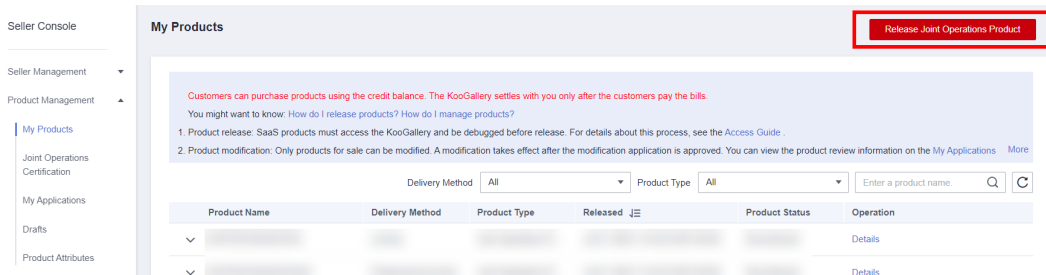 Seller Console
My Products
Release Joint Operations Product
Seller Management
Product Management
My Products
Joint Operations
Certification
My Applications
Drafts
Product Attributes
Customers can purchase products using the credit balance. The KooGallery settles with you only after the customers pay the bills.
You might want to know: How do I release products? How do I manage products?
1. Product release: SaaS products must access the KooGallery and be debugged before release. For details about this process, see the Access Guide .
2. Product modification: Only products for sale can be modified. A modification takes effect after the modification application is approved. You can view the product review information on the My Applications More
Delivery Method All Product Type All Enter a product name.
Product Name Delivery Method Product Type Released Product Status Operation
Details
Details